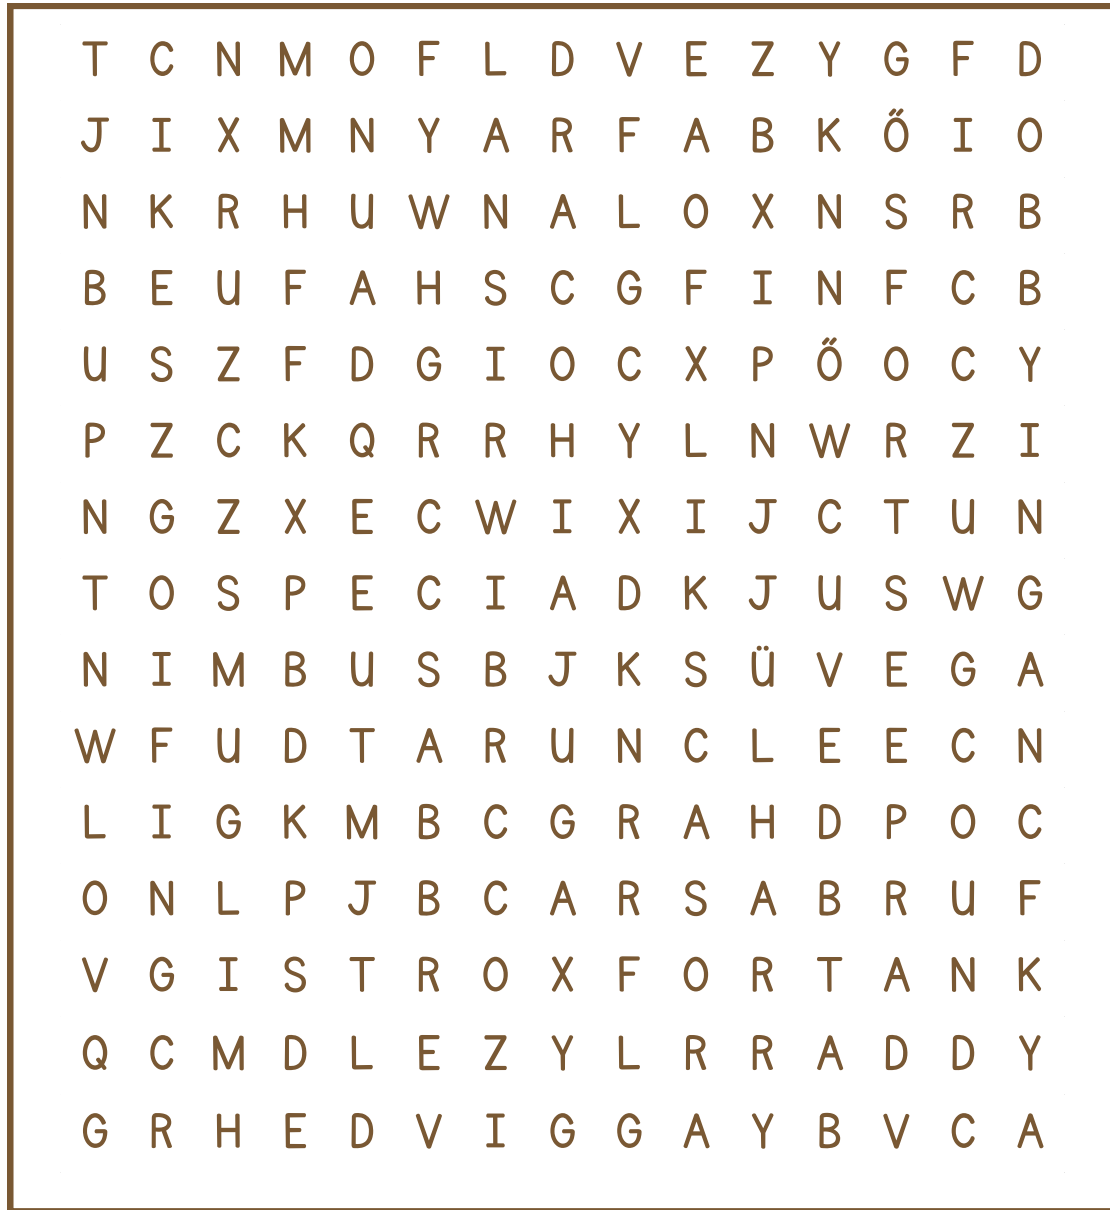 T C N M O F L D V E Z Y G F D
J I X M N Y A R F A B K Ő I O
N K R H U W N A L O X N S R B
B E U F A H S C G F I N F C B
U S Z F D G I O C X P Ő O C Y
P Z C K Q R R H Y L N W R Z I
N G Z X E C W I X I J C T U N
T O S P E C I A D K J U S W G
N I M B U S B J K S Ü V E G A
W F U D T A R U N C L E E C N
L I G K M B C G R A H D P O C
O N L P J B C A R S A B R U F
V G I S T R O X F O R T A N K
Q C M D L E Z Y L R R A D D Y
G R H E D V I G G A Y B V C A